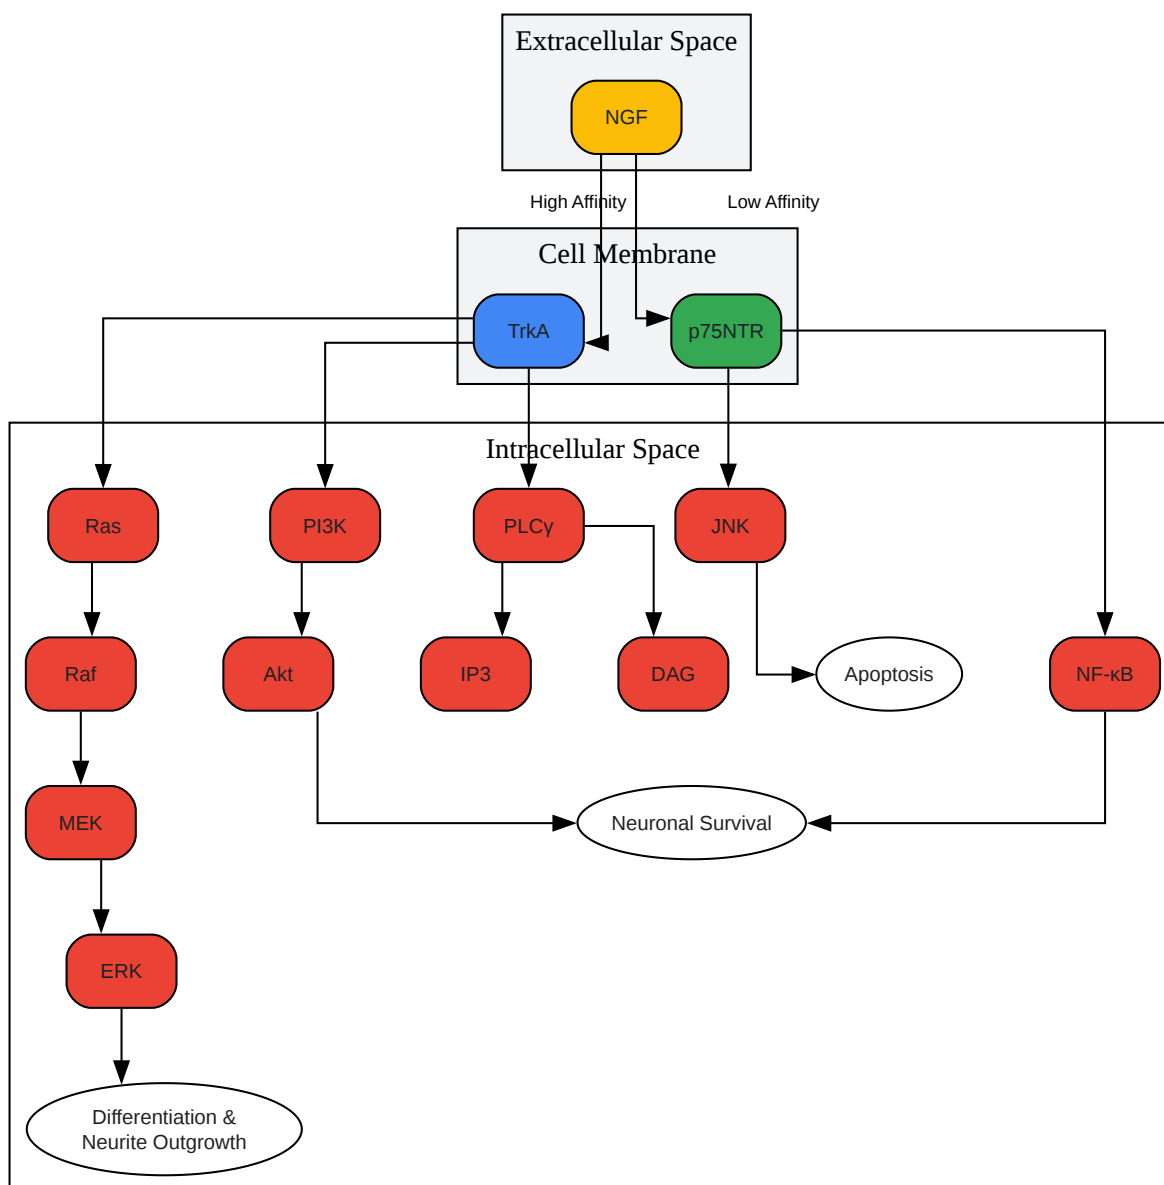 Extracellular Space
NGF
High Affinity
Low Affinity
Cell Membrane
TrkA
p75NTR
Intracellular Space
Ras
PI3K
PLCγ
JNK
Raf
Akt
IP3
DAG
Apoptosis
NF-κB
MEK
Neuronal Survival
ERK
Differentiation &
Neurite Outgrowth